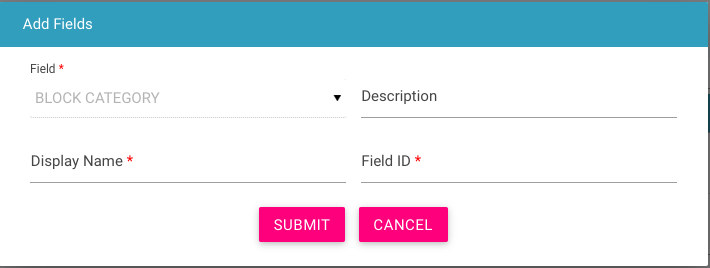 Add Fields
Field *
BLOCK CATEGORY
Description
Display Name *
Field ID *
SUBMIT
CANCEL